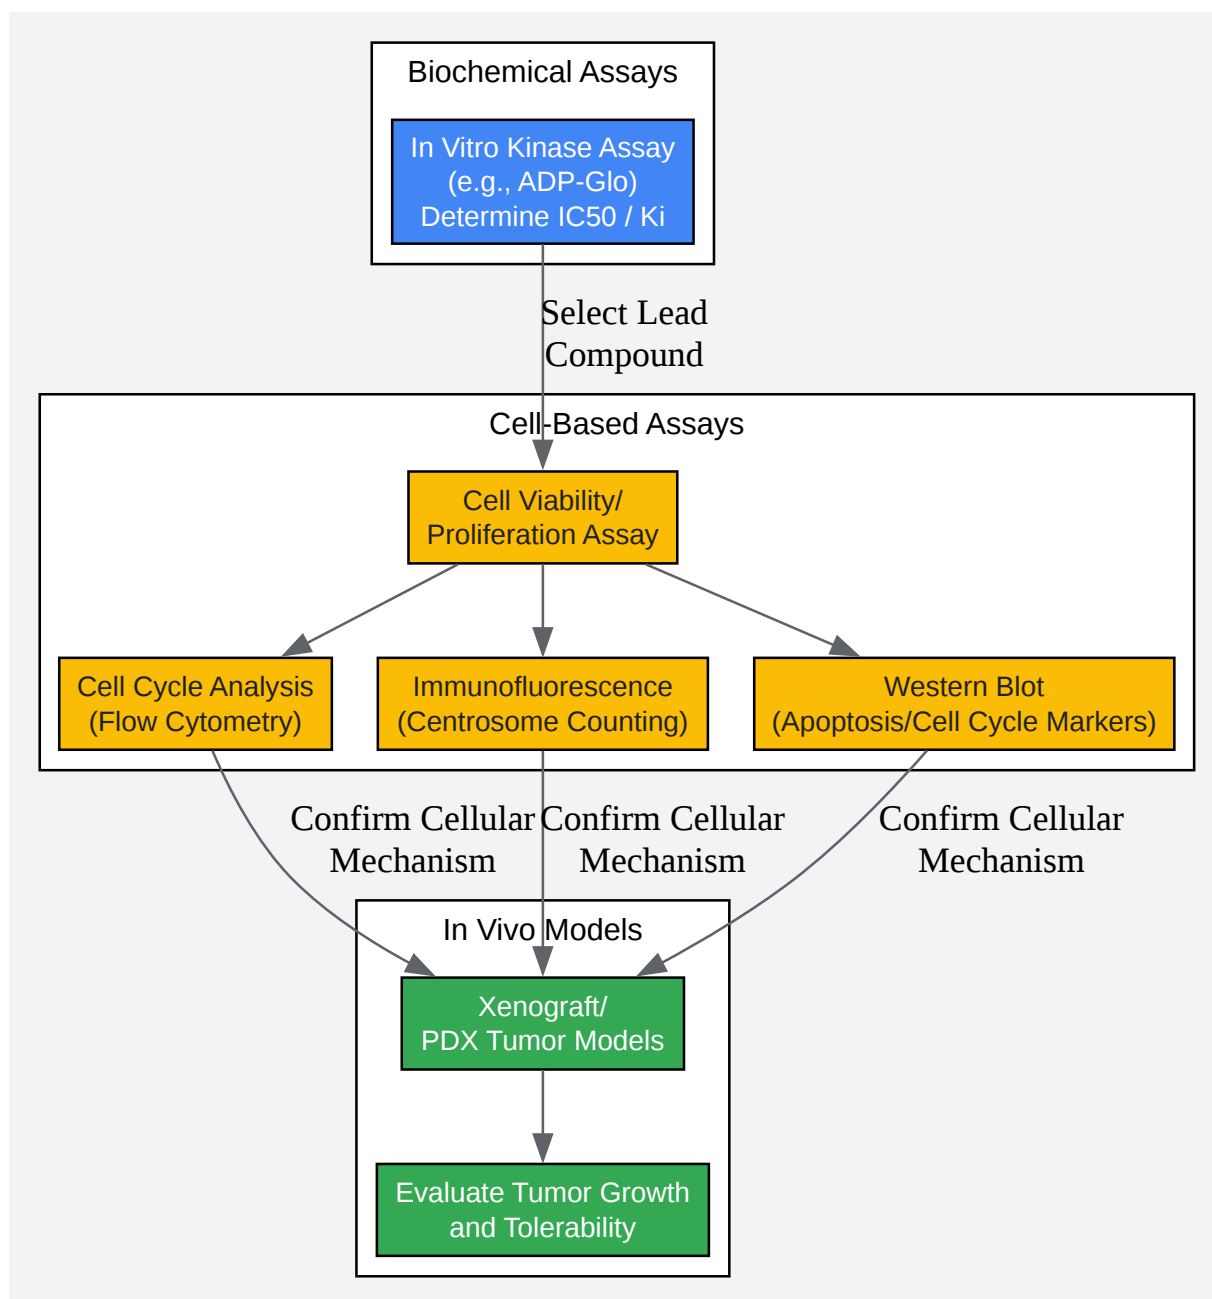 Biochemical Assays
In Vitro Kinase Assay
(e.g., ADP-Glo)
Determine IC50 / Ki
Select Lead
Compound
Cell-Based Assays
Cell Viability/
Proliferation Assay
Cell Cycle Analysis
(Flow Cytometry)
Immunofluorescence
(Centrosome Counting)
Western Blot
(Apoptosis/Cell Cycle Markers)
Confirm Cellular
Mechanism
Confirm Cellular
Mechanism
Confirm Cellular
Mechanism
In Vivo Models
Xenograft/
PDX Tumor Models
Evaluate Tumor Growth
and Tolerability